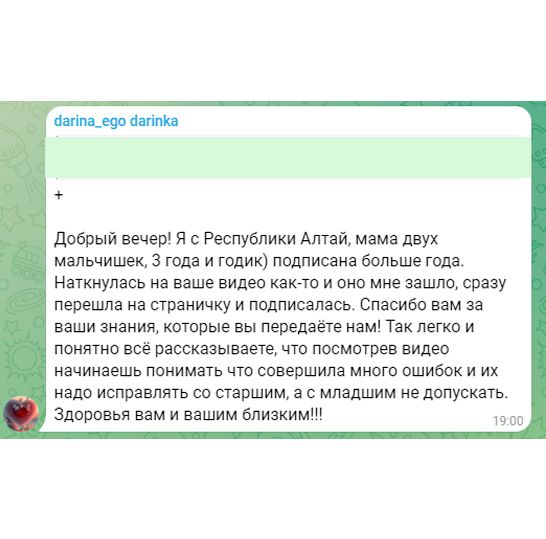 darina_ego darinka
+
Добрый вечер! Я с Республики Алтай, мама двух
мальчишек, 3 года и годик) подписана больше года.
Наткнулась на ваше видео как-то и оно мне зашло, сразу
перешла на страничку и подписалась. Спасибо вам за
ваши знания, которые вы передаёте нам! Так легко и
понятно всё рассказываете, что посмотрев видео
начинаешь понимать что совершила много ошибок и их
надо исправлять со старшим, а с младшим не допускать.
Здоровья вам и вашим близким!!!
19:00